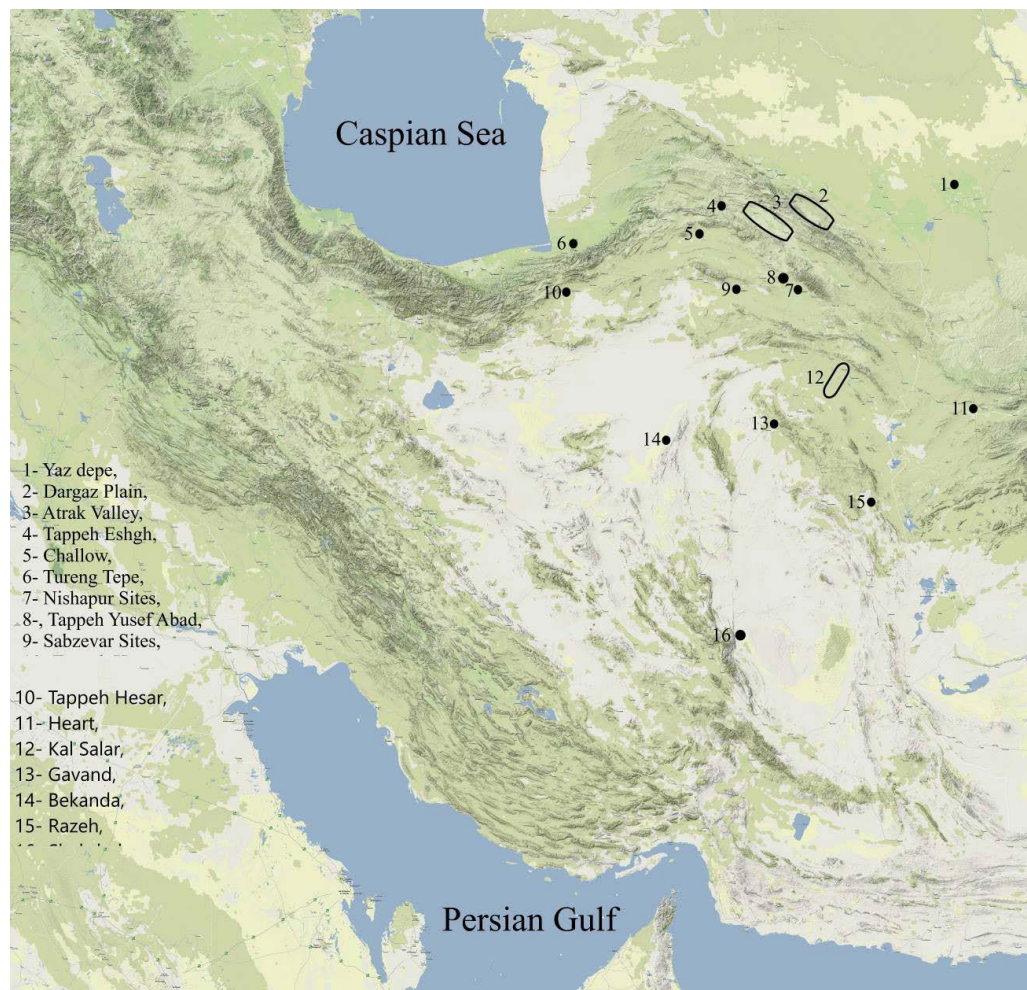 Caspian Sea
1
2
3
4
5
6
8
7
9
10
12
11
13
14
15
16
1- Yaz depe,
2- Dargaz Plain,
3- Atrak Valley,
4- Tappeh Eshgh,
5- Challow,
6- Tureng Tepe,
7- Nishapur Sites,
8-, Tappeh Yusef Abad,
9- Sabzevar Sites,
10- Tappeh Hesar,
11- Heart,
12- Kal Salar,
13- Gavand,
14- Bekanda,
15- Razeh,
Persian Gulf